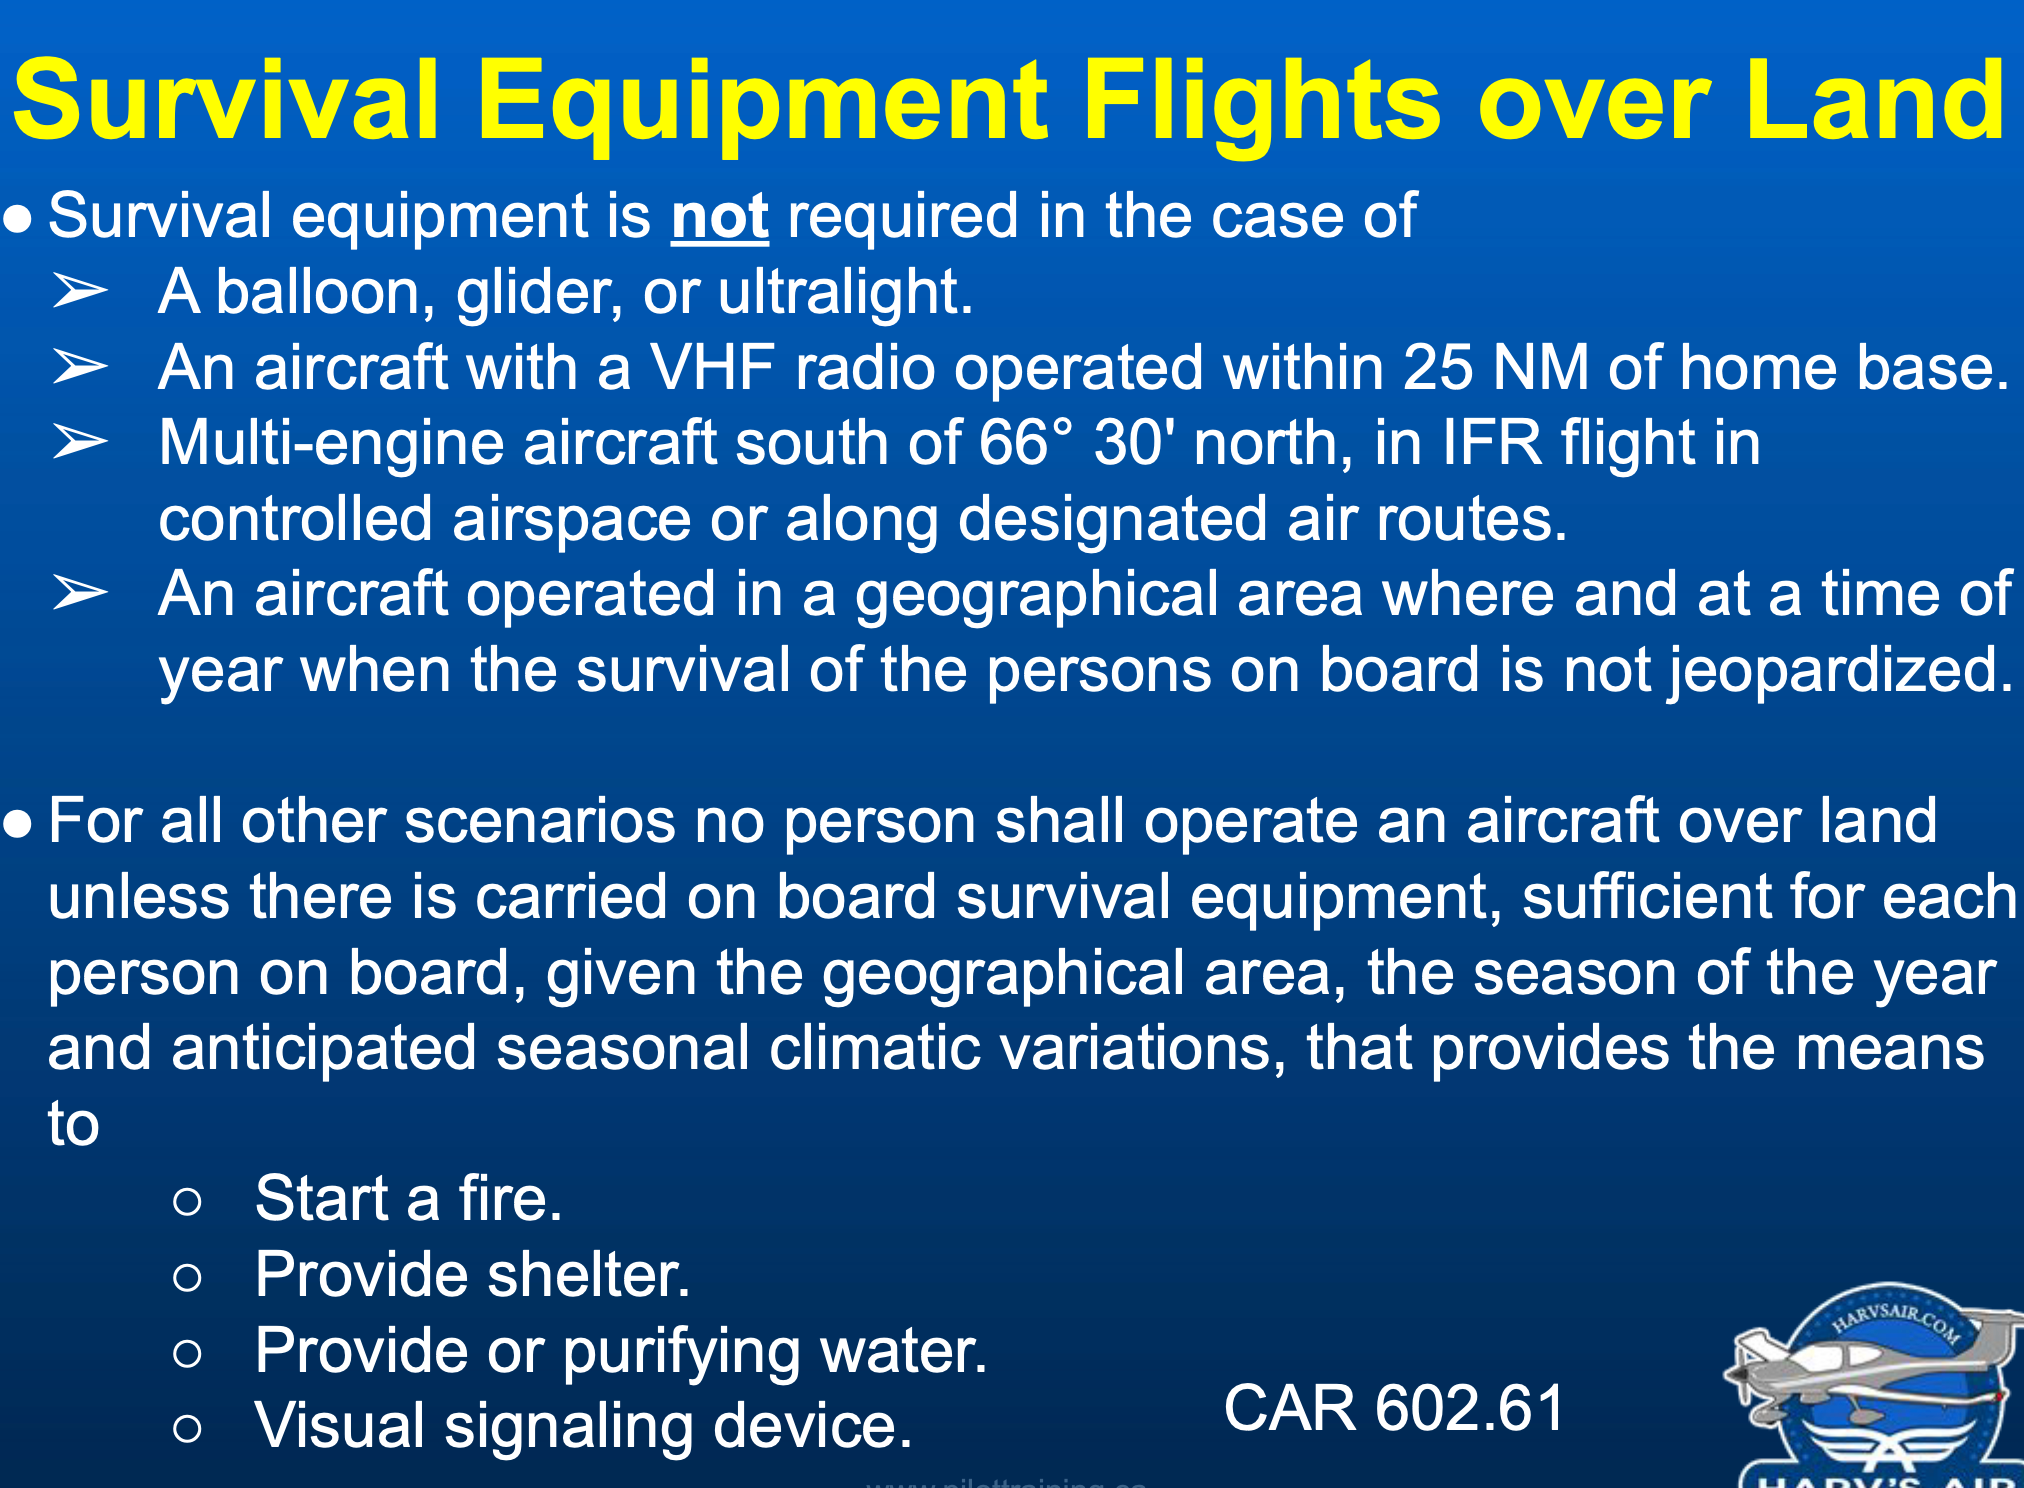 Survival Equipment Flights over Land
● Survival equipment is not required in the case of
➢ A balloon, glider, or ultralight.
➢ An aircraft with a VHF radio operated within 25 NM of home base.
➢ Multi-engine aircraft south of 66° 30' north, in IFR flight in
controlled airspace or along designated air routes.
➢ An aircraft operated in a geographical area where and at a time of
year when the survival of the persons on board is not jeopardized.
● For all other scenarios no person shall operate an aircraft over land
unless there is carried on board survival equipment, sufficient for each
person on board, given the geographical area, the season of the year
and anticipated seasonal climatic variations, that provides the means
to
○ Start a fire.
○ Provide shelter.
○ Provide or purifying water.
○ Visual signaling device.
CAR 602.61
HARVSAIR.COM
HARV'S AIR
www.pilottraining.ca